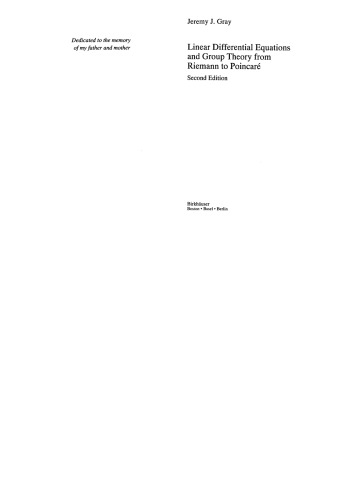 Dedicated to the memory
of my father and mother
Jeremy J. Gray
Linear Differential Equations
and Group Theory from
Riemann to Poincaré
Second Edition
Birkhäuser
Boston • Basel • Berlin